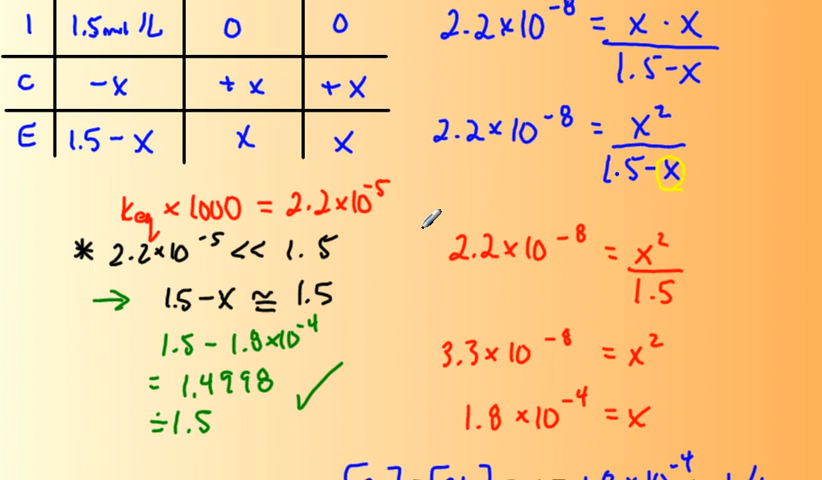 I 1.5mol/L 0 0
C -x +x +x
E 1.5-x x x
Keq × 1000 = 2.2×10⁻⁵
* 2.2×10⁻⁵ << 1.5
→ 1.5-x ≅ 1.5
1.5 - 1.8×10⁻⁴
= 1.4998 ✓
≑ 1.5
2.2×10⁻⁸ = x · x / 1.5-x
2.2×10⁻⁸ = x² / 1.5-x
2.2×10⁻⁸ = x² / 1.5
3.3×10⁻⁸ = x²
1.8×10⁻⁴ = x